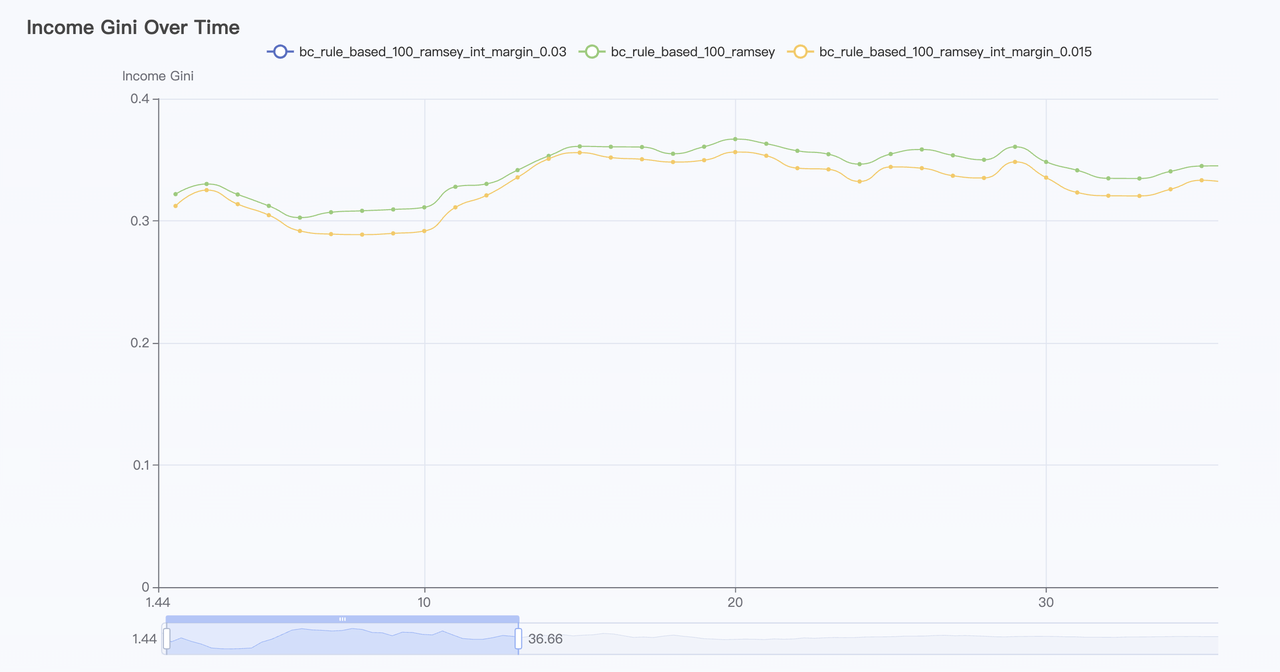 Income Gini Over Time
bc_rule_based_100_ramsey_int_margin_0.03 bc_rule_based_100_ramsey bc_rule_based_100_ramsey_int_margin_0.015
Income Gini
0.4
0.3
0.2
0.1
0
1.44 10 20 30
1.44 36.66